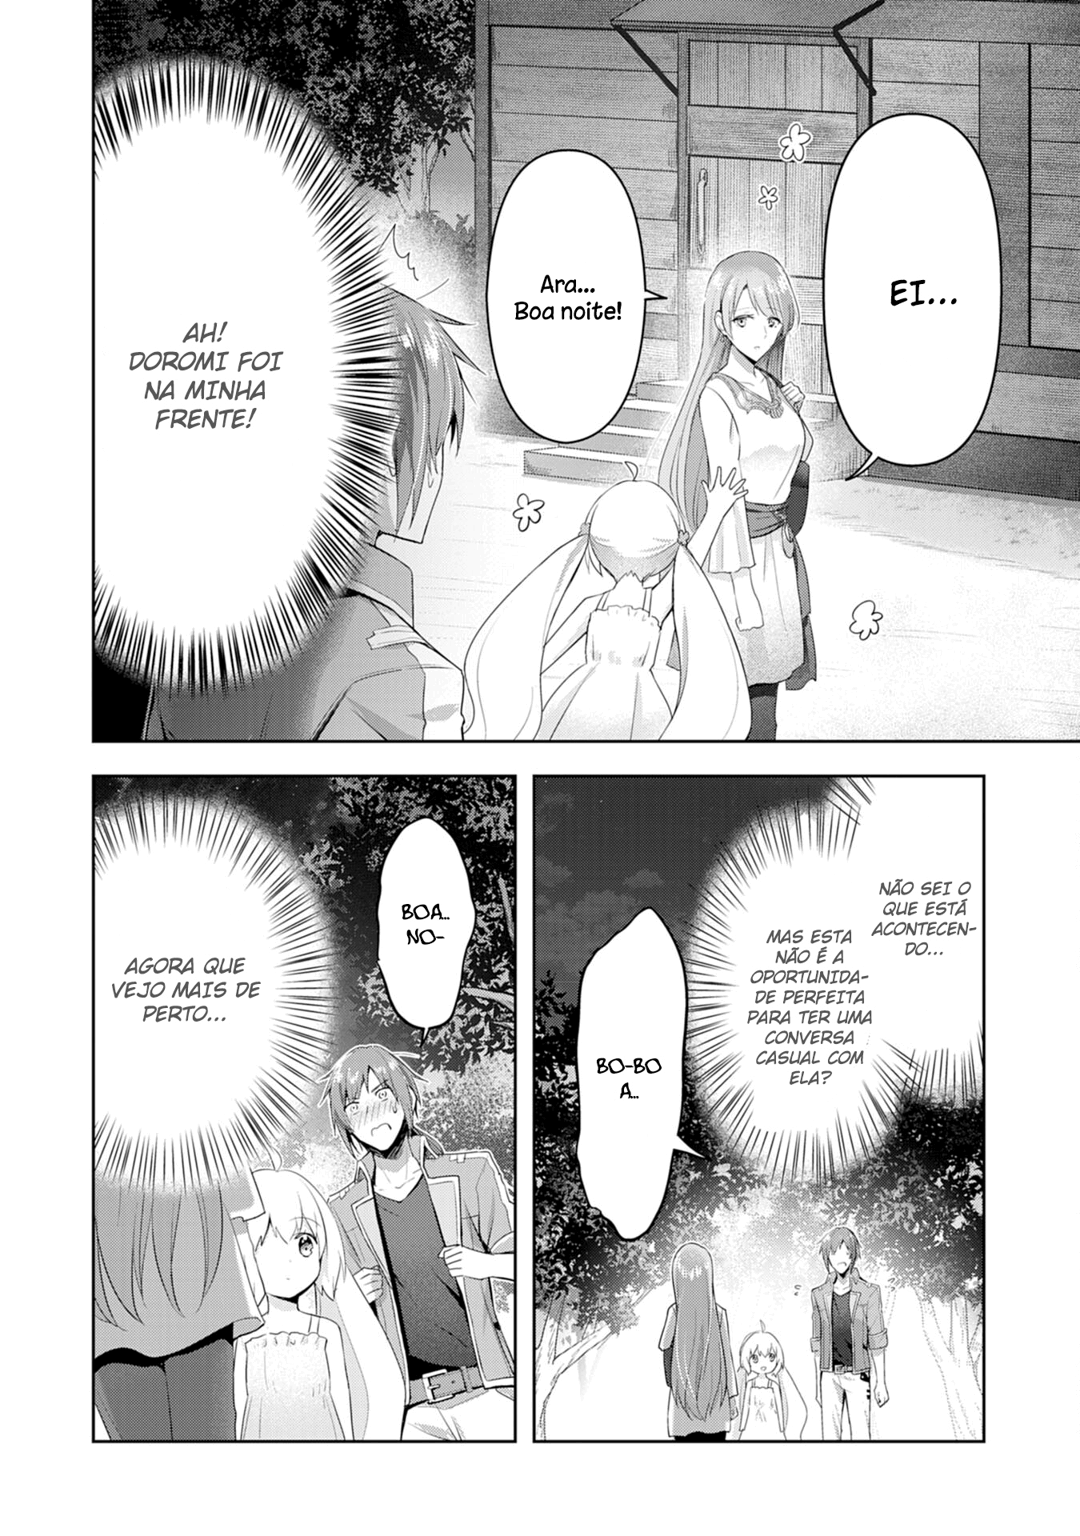 EI...
Ara...
Boa noite!
AH!
DOROMI FOI
NA MINHA
FRENTE!
NÃO SEI O
QUE ESTÁ
ACONTECEN-
DO...
MAS ESTA
NÃO É A
OPORTUNIDA-
DE PERFEITA
PARA TER UMA
CONVERSA
CASUAL COM
ELA?
BO-BO
A...
BOA...
NO-
AGORA QUE
VEJO MAIS DE
PERTO...